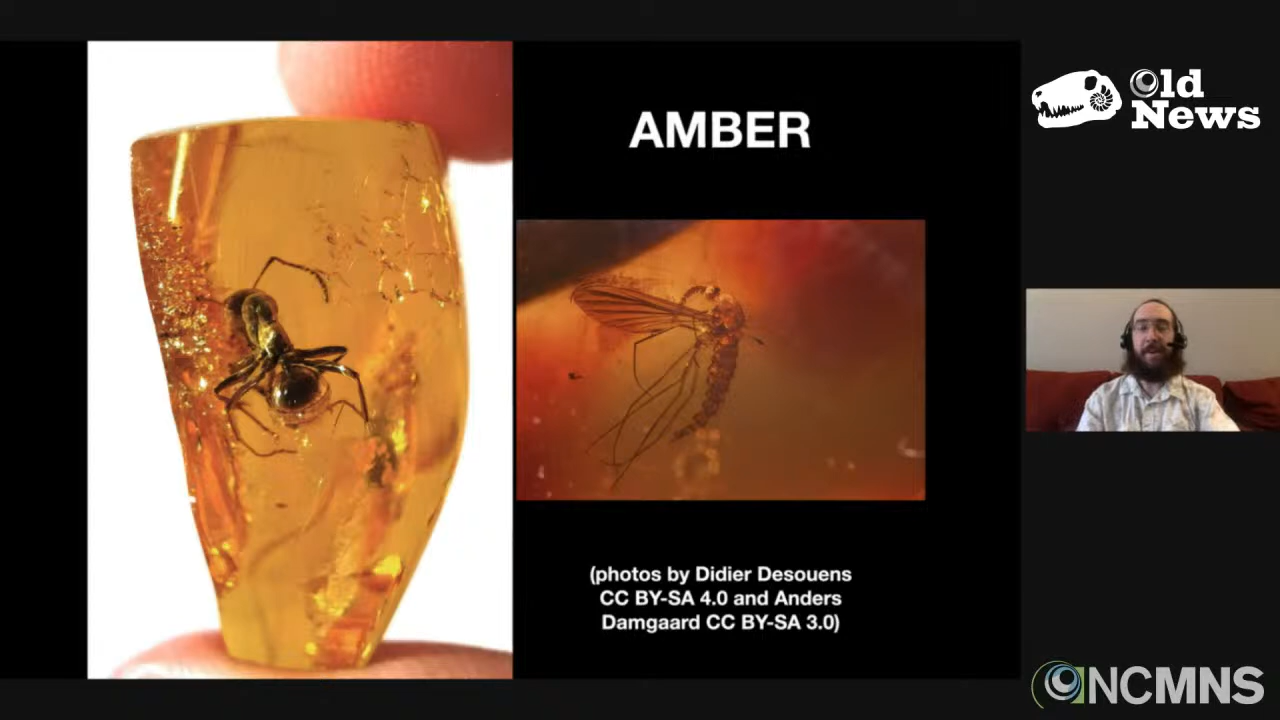 AMBER
(photos by Didier Desouens
CC BY-SA 4.0 and Anders
Damgaard CC BY-SA 3.0)
Old
News
NCMNS